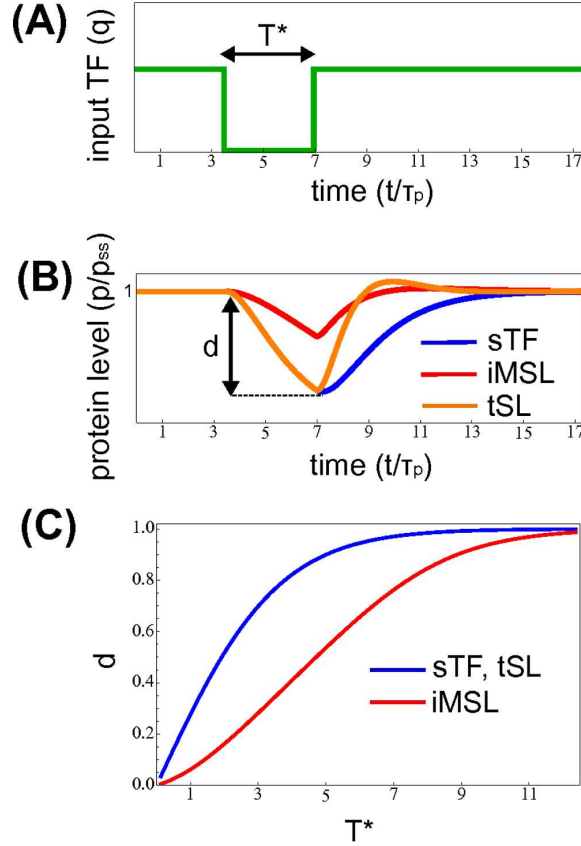 (A)
T*
input TF (q)
1 3 5 7 9 11 13 15 17
time (t/τp)
(B)
protein level (p/pss)
1
d
sTF
iMSL
tSL
1 3 5 7 9 11 13 15 17
time (t/τp)
(C)
d
1.0
0.8
0.6
0.4
0.2
0.0
sTF, tSL
iMSL
1 3 5 7 9 11
T*